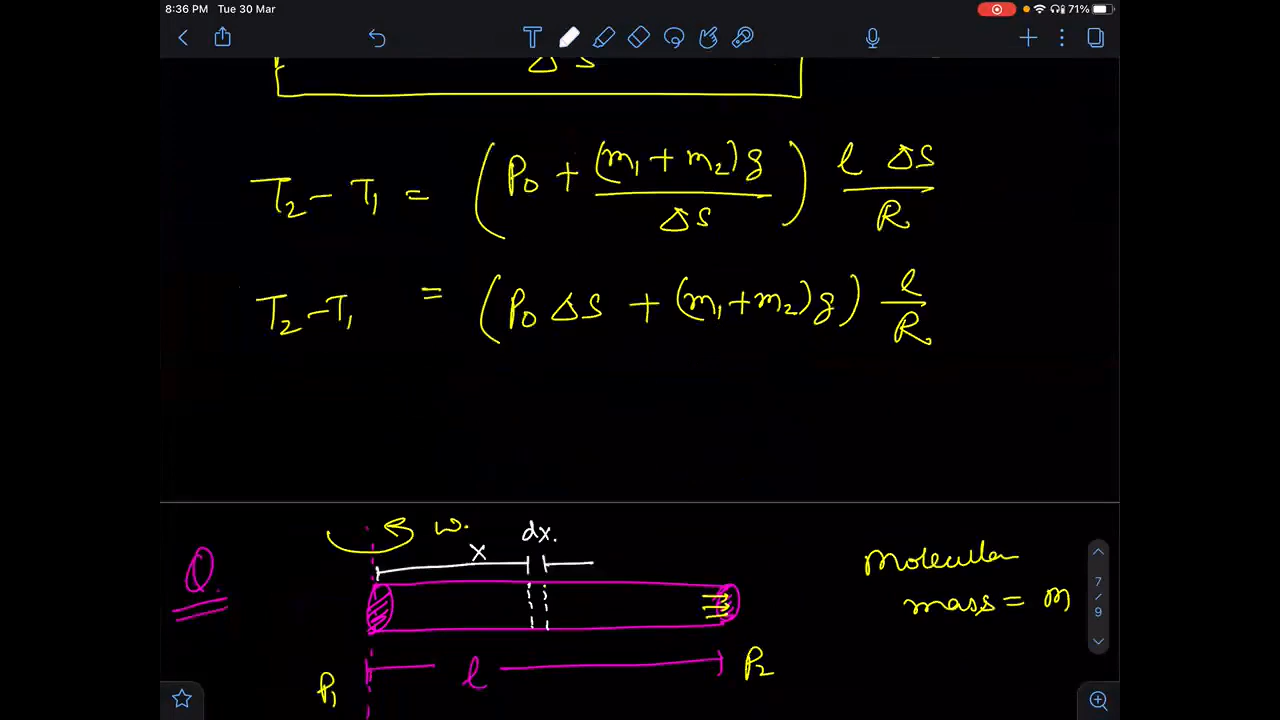 8:36 PM Tue 30 Mar 71%
T
ΔS
T₂ - T₁ = (P₀ + (m₁ + m₂)g / ΔS) l ΔS / R
T₂ - T₁ = (P₀ ΔS + (m₁ + m₂)g) l / R
Q. ω. dx.
x
Molecular
mass = M
7 / 9
l P₂
P₁